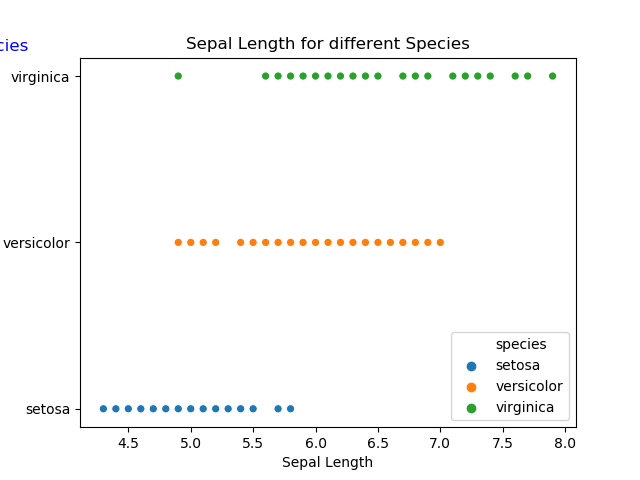 Sepal Length for different Species
cies
virginica
versicolor
setosa
species
setosa
versicolor
virginica
4.5 5.0 5.5 6.0 6.5 7.0 7.5 8.0
Sepal Length